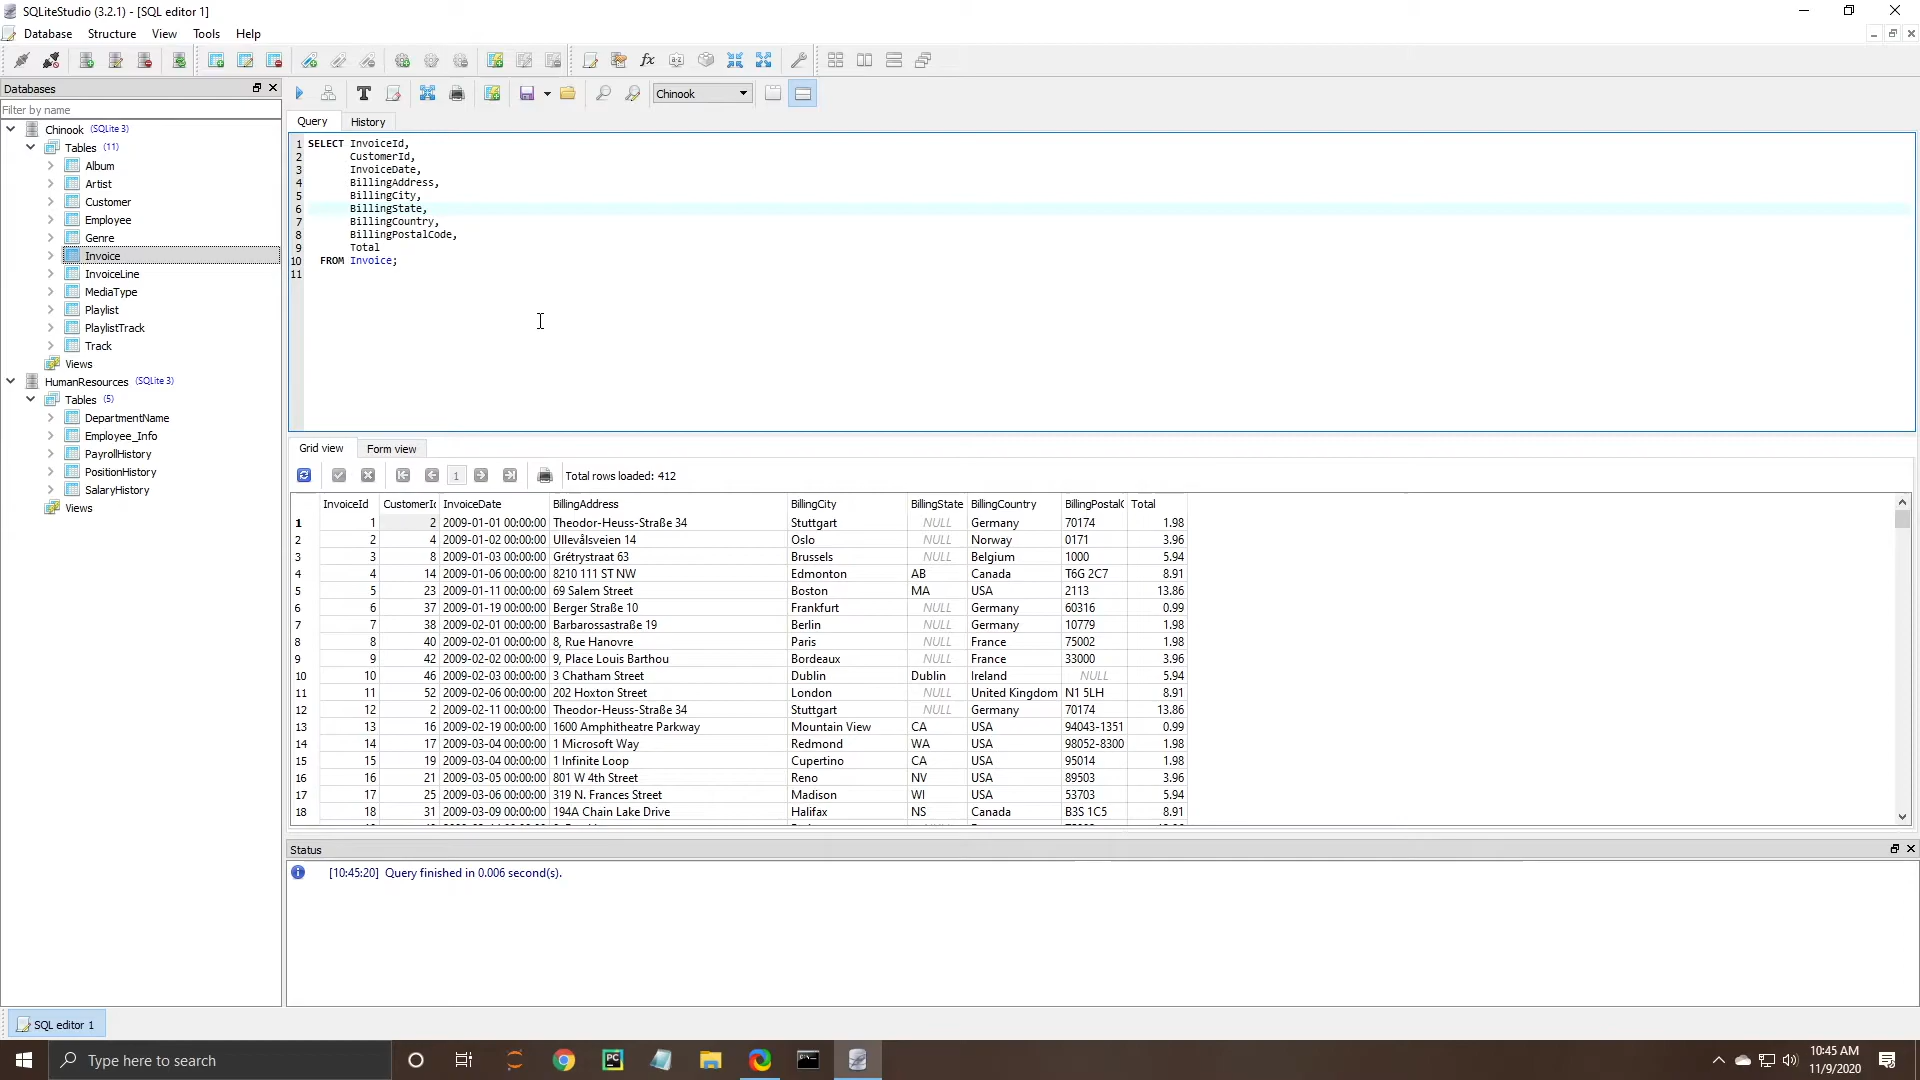 SQLiteStudio (3.2.1) - [SQL editor 1]
Database Structure View Tools Help
Databases
Filter by name
Chinook (SQLite 3)
Tables (11)
Album
Artist
Customer
Employee
Genre
Invoice
InvoiceLine
MediaType
Playlist
PlaylistTrack
Track
Views
HumanResources (SQLite 3)
Tables (5)
DepartmentName
Employee_Info
PayrollHistory
PositionHistory
SalaryHistory
Views
Chinook
Query History
1 SELECT InvoiceId,
2 CustomerId,
3 InvoiceDate,
4 BillingAddress,
5 BillingCity,
6 BillingState,
7 BillingCountry,
8 BillingPostalCode,
9 Total
10 FROM Invoice;
11
Grid view Form view
1 Total rows loaded: 412
InvoiceId CustomerId InvoiceDate BillingAddress BillingCity BillingState BillingCountry BillingPostalC Total
1 1 2 2009-01-01 00:00:00 Theodor-Heuss-Straße 34 Stuttgart NULL Germany 70174 1.98
2 2 4 2009-01-02 00:00:00 Ullevålsveien 14 Oslo NULL Norway 0171 3.96
3 3 8 2009-01-03 00:00:00 Grétrystraat 63 Brussels NULL Belgium 1000 5.94
4 4 14 2009-01-06 00:00:00 8210 111 ST NW Edmonton AB Canada T6G 2C7 8.91
5 5 23 2009-01-11 00:00:00 69 Salem Street Boston MA USA 2113 13.86
6 6 37 2009-01-19 00:00:00 Berger Straße 10 Frankfurt NULL Germany 60316 0.99
7 7 38 2009-02-01 00:00:00 Barbarossastraße 19 Berlin NULL Germany 10779 1.98
8 8 40 2009-02-01 00:00:00 8, Rue Hanovre Paris NULL France 75002 1.98
9 9 42 2009-02-02 00:00:00 9, Place Louis Barthou Bordeaux NULL France 33000 3.96
10 10 46 2009-02-03 00:00:00 3 Chatham Street Dublin Dublin Ireland NULL 5.94
11 11 52 2009-02-06 00:00:00 202 Hoxton Street London NULL United Kingdom N1 5LH 8.91
12 12 2 2009-02-11 00:00:00 Theodor-Heuss-Straße 34 Stuttgart NULL Germany 70174 13.86
13 13 16 2009-02-19 00:00:00 1600 Amphitheatre Parkway Mountain View CA USA 94043-1351 0.99
14 14 17 2009-03-04 00:00:00 1 Microsoft Way Redmond WA USA 98052-8300 1.98
15 15 19 2009-03-04 00:00:00 1 Infinite Loop Cupertino CA USA 95014 1.98
16 16 21 2009-03-05 00:00:00 801 W 4th Street Reno NV USA 89503 3.96
17 17 25 2009-03-06 00:00:00 319 N. Frances Street Madison WI USA 53703 5.94
18 18 31 2009-03-09 00:00:00 194A Chain Lake Drive Halifax NS Canada B3S 1C5 8.91
Status
[10:45:20] Query finished in 0.006 second(s).
SQL editor 1
Type here to search
10:45 AM
11/9/2020